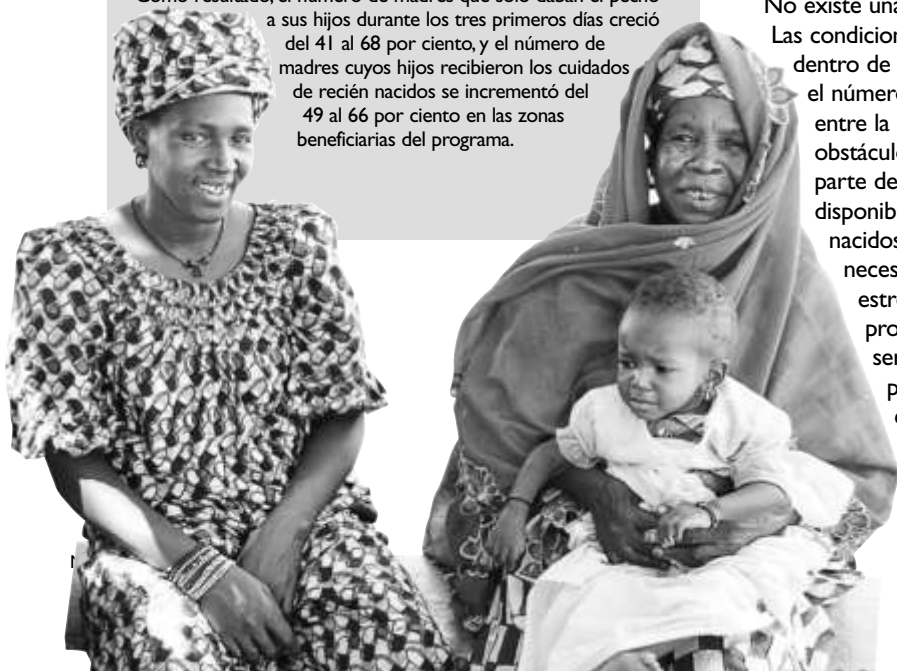 Como resultado, el número de madres que sólo daban el pecho
a sus hijos durante los tres primeros días creció
del 41 al 68 por ciento, y el número de
madres cuyos hijos recibieron los cuidados
de recién nacidos se incrementó del
49 al 66 por ciento en las zonas
beneficiarias del programa.
No existe una
Las condicion
dentro de
el número
entre la
obstáculo
parte de
disponib
nacidos
neces
estre
pro
ser
p